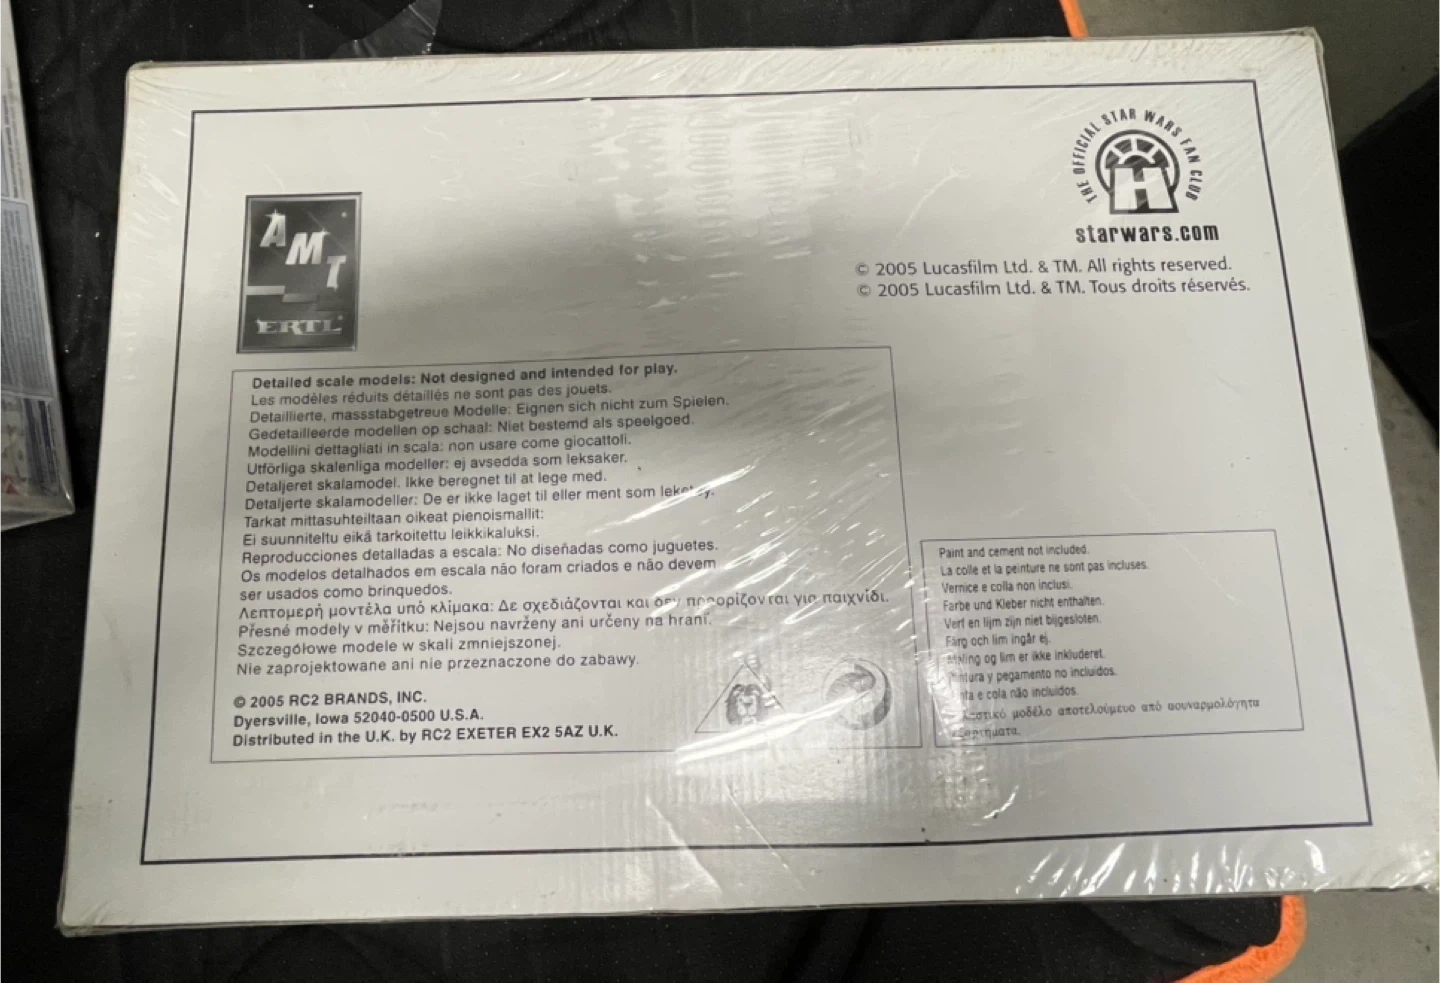 THE OFFICIAL STAR WARS FAN CLUB
starwars.com
© 2005 Lucasfilm Ltd. & TM. All rights reserved.
© 2005 Lucasfilm Ltd. & TM. Tous droits réservés.
AMT
ERTL®
Detailed scale models: Not designed and intended for play.
Les modèles réduits détaillés ne sont pas des jouets.
Detaillierte, massstabgetreue Modelle: Eignen sich nicht zum Spielen.
Gedetailleerde modellen op schaal: Niet bestemd als speelgoed.
Modellini dettagliati in scala: non usare come giocattoli.
Utförliga skalenliga modeller: ej avsedda som leksaker.
Detaljeret skalamodel. Ikke beregnet til at lege med.
Detaljerte skalamodeller: De er ikke laget til eller ment som
Tarkat mittasuhteiltaan oikeat pienoismallit:
Ei suunniteltu eikä tarkoitettu leikkikaluksi.
Reproducciones detalladas a escala: No diseñadas como juguetes.
Os modelos detalhados em escala não foram criados e não devem
ser usados como brinquedos.
Λεπτομερή μοντέλα υπό κλίμακα: Δε σχεδιάζονται και δεν προορίζονται για παιχνίδι.
Přesné modely v měřítku: Nejsou navrženy ani určeny na hraní.
Szczegółowe modele w skali zmniejszonej.
Nie zaprojektowane ani nie przeznaczone do zabawy.
© 2005 RC2 BRANDS, INC.
Dyersville, Iowa 52040-0500 U.S.A.
Distributed in the U.K. by RC2 EXETER EX2 5AZ U.K.
Paint and cement not included.
La colle et la peinture ne sont pas incluses.
Vernice e colla non inclusi.
Farbe und Kleber nicht enthalten.
Verf en lijm zijn niet bijgesloten.
Färg och lim ingår ej.
Maling og lim er ikke inkluderet.
Pintura y pegamento no incluidos.
e cola não incluidos.
μοδέλο αποτελούμευο από